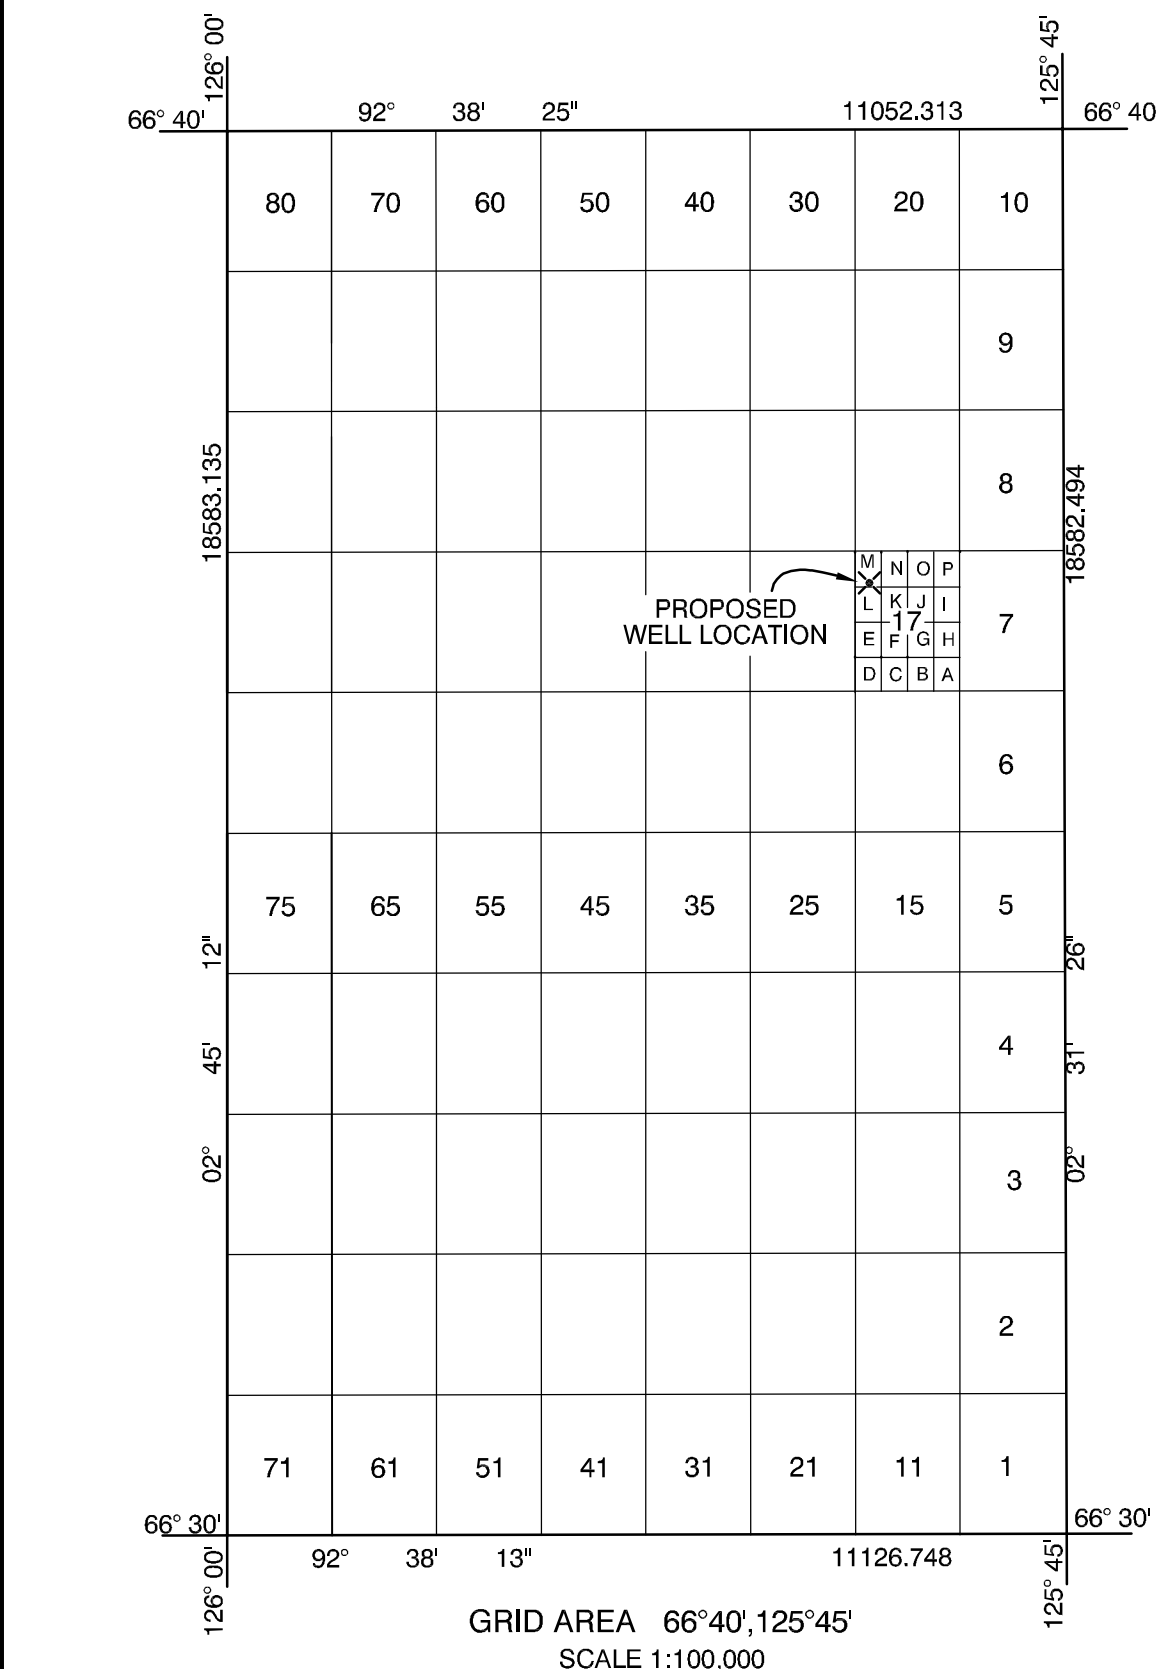 126° 00'
125° 45'
66° 40'
92° 38' 25"
11052.313
66° 40
80 70 60 50 40 30 20 10
9
18583.135
18582.494
8
M N O P
L K J I
PROPOSED
WELL LOCATION
17
7
E F G H
D C B A
6
75 65 55 45 35 25 15 5
02° 45' 12"
02° 31' 26"
4
3
2
71 61 51 41 31 21 11 1
66° 30'
66° 30'
92° 38' 13"
11126.748
126° 00'
125° 45'
GRID AREA 66°40',125°45'
SCALE 1:100,000